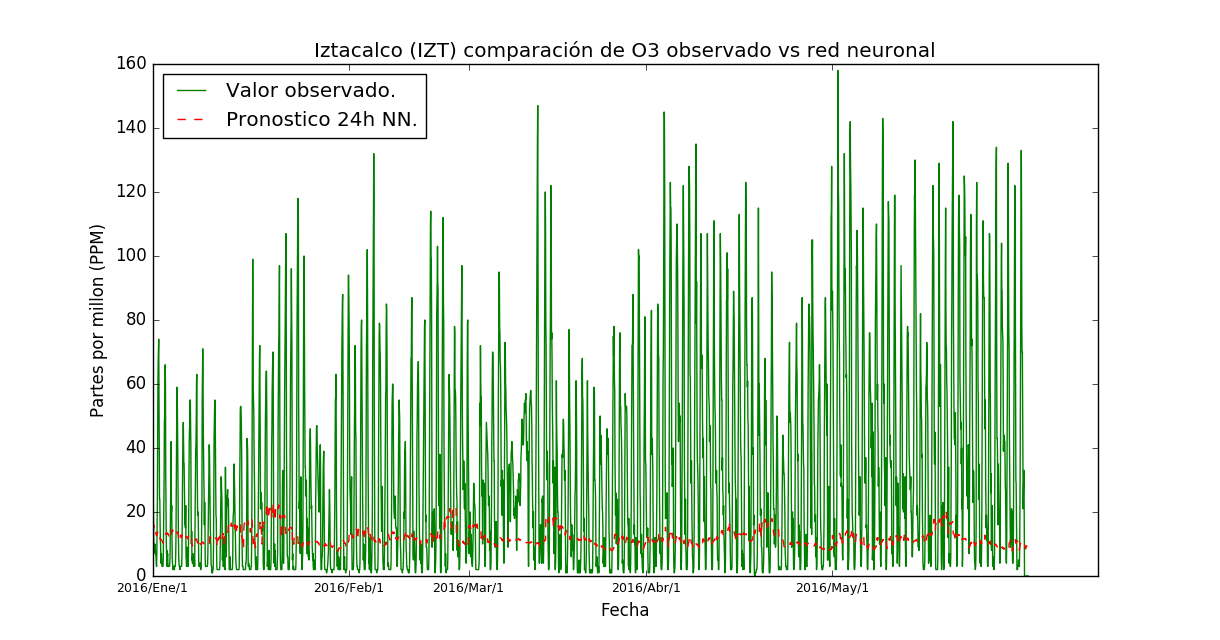 Iztacalco (IZT) comparación de O3 observado vs red neuronal
160
140
120
100
80
60
40
20
0
Valor observado.
Pronostico 24h NN.
Partes por millon (PPM)
2016/Ene/1
2016/Feb/1
2016/Mar/1
2016/Abr/1
2016/May/1
Fecha